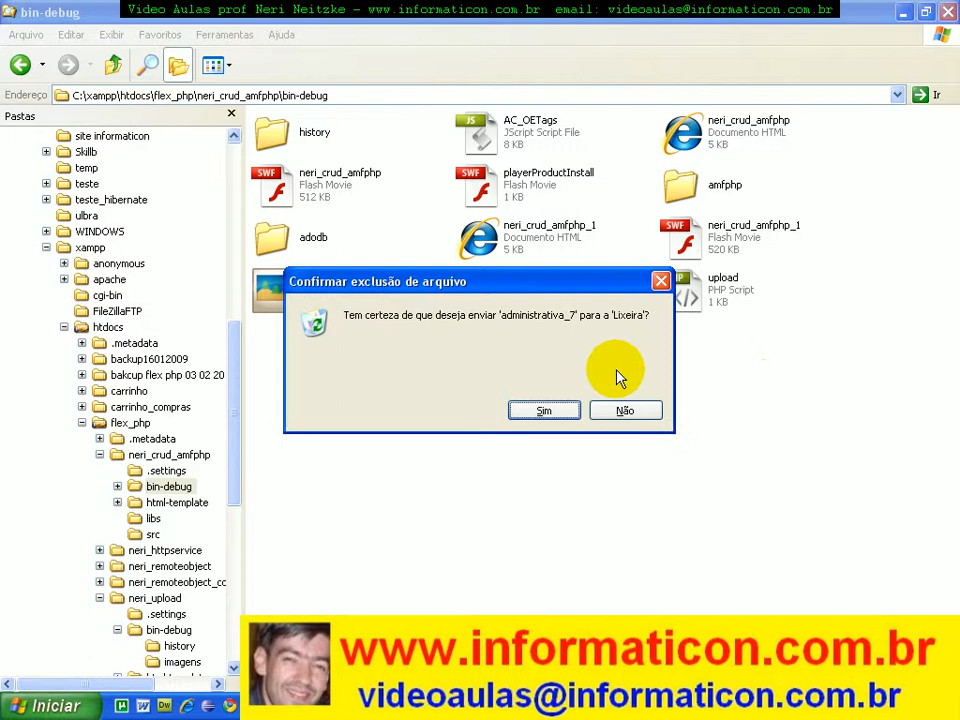 bin-debug
Video Aulas prof Neri Neitzke – www.informaticon.com.br email: videoaulas@informaticon.com.br
Arquivo Editar Exibir Favoritos Ferramentas Ajuda
Endereço C:\xampp\htdocs\flex_php\neri_crud_amfphp\bin-debug Ir
Pastas
site informaticon
Skillb
temp
teste
teste_hibernate
ulbra
WINDOWS
xampp
anonymous
apache
cgi-bin
FileZillaFTP
htdocs
.metadata
backup16012009
bakcup flex php 03 02 20
carrinho
carrinho_compras
flex_php
.metadata
neri_crud_amfphp
.settings
bin-debug
html-template
libs
src
neri_httpservice
neri_remoteobject
neri_remoteobject_cc
neri_upload
.settings
bin-debug
history
imagens
history
JS
AC_OETags
JScript Script File
8 KB
neri_crud_amfphp
Documento HTML
5 KB
SWF
neri_crud_amfphp
Flash Movie
512 KB
SWF
playerProductInstall
Flash Movie
1 KB
amfphp
adodb
neri_crud_amfphp_1
Documento HTML
5 KB
SWF
neri_crud_amfphp_1
Flash Movie
520 KB
upload
PHP Script
1 KB
Confirmar exclusão de arquivo
Tem certeza de que deseja enviar 'administrativa_7' para a 'Lixeira'?
Sim Não
www.informaticon.com.br
videoaulas@informaticon.com.br
Iniciar